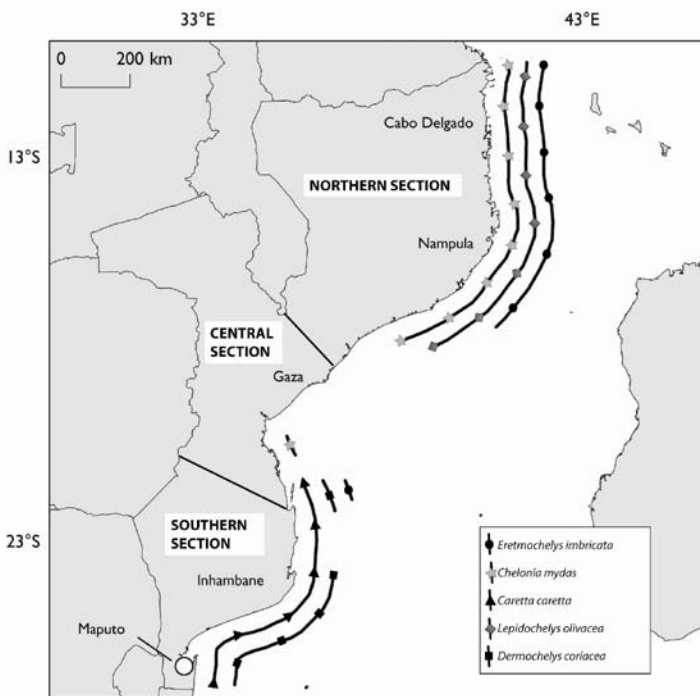 33°E
43°E
0
200 km
Cabo Delgado
13°S
NORTHERN SECTION
Nampula
CENTRAL
SECTION
Gaza
SOUTHERN
SECTION
23°S
Inhambane
Maputo
Eretmochelys imbricata
Chelonia mydas
Caretta caretta
Lepidochelys olivacea
Dermochelys coriacea